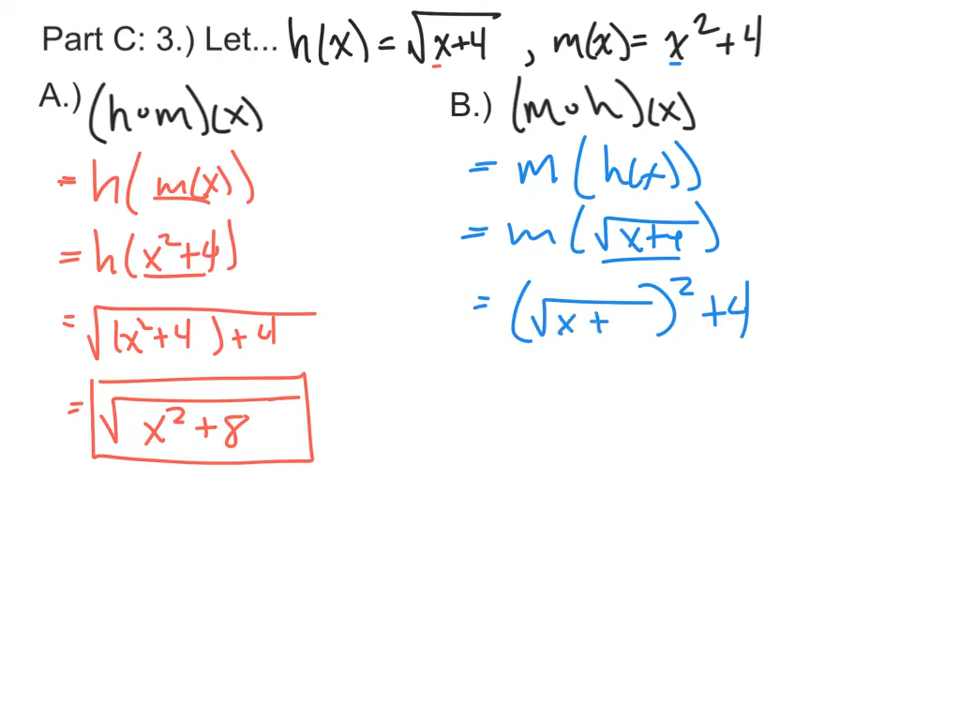 Part C: 3.) Let... h(x) = √(x+4) , m(x) = x²+4
A.) (h∘m)(x)
= h(m(x))
= h(x²+4)
= √((x²+4)+4)
= √(x²+8)
B.) (m∘h)(x)
= m(h(x))
= m(√(x+4))
= (√(x+ ))²+4